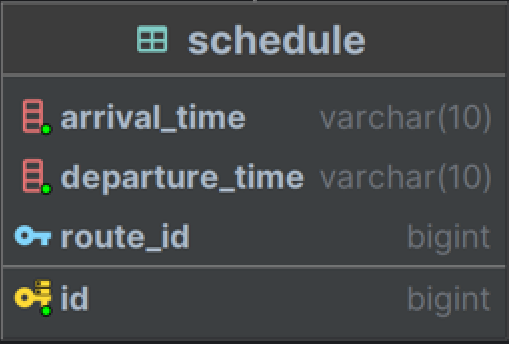 schedule
arrival_time varchar(10)
departure_time varchar(10)
route_id bigint
id bigint